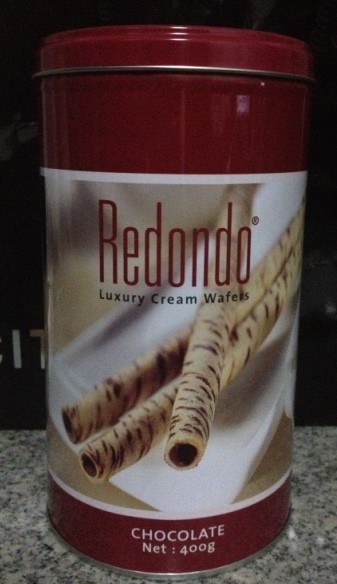 Redondo®
Luxury Cream Wafers
CHOCOLATE
Net : 400g